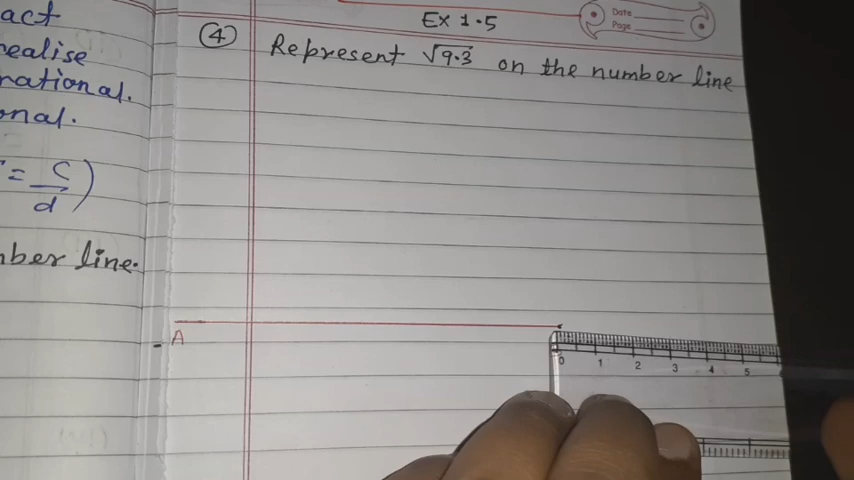 act
realise
rational.
onal.
= c/d )
mber line.
Ex 1.5
Date
Page
④ Represent √9.3 on the number line
A
0 1 2 3 4 5